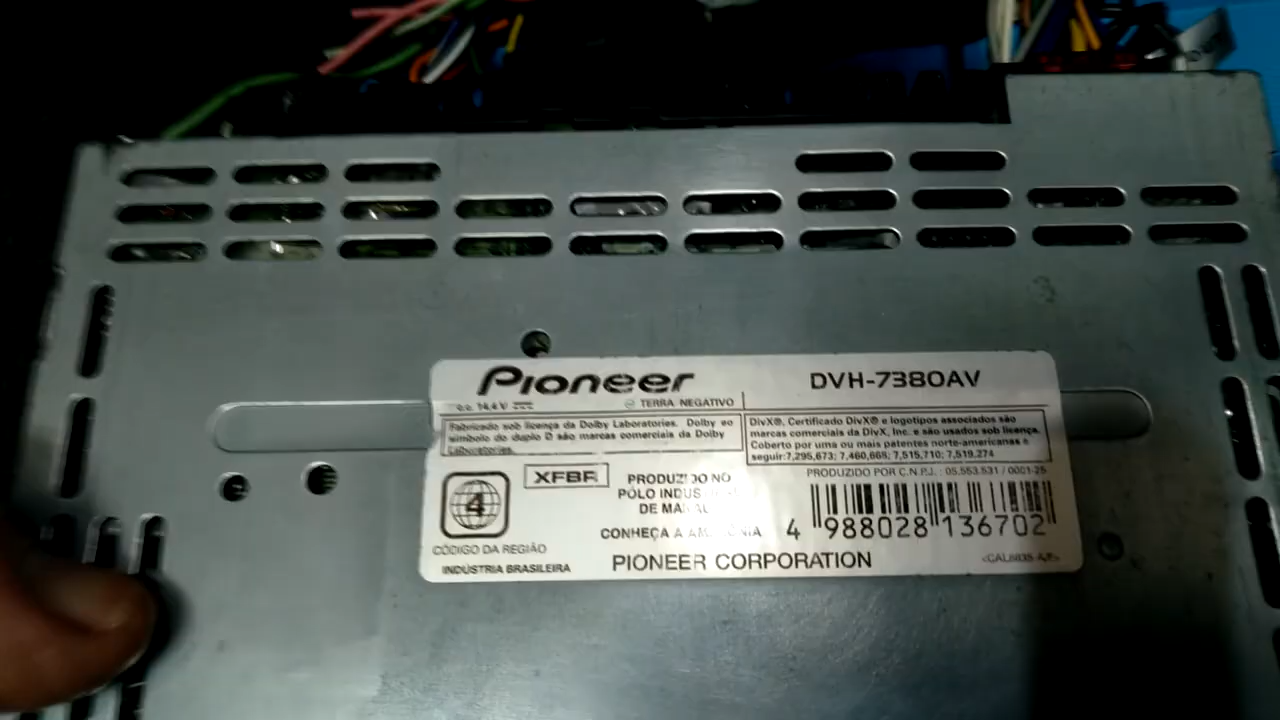 Pioneer
DVH-7380AV
14,4 V
TERRA NEGATIVO
Fabricado sob licença da Dolby Laboratories. Dolby eo
símbolo do duplo D são marcas comerciais da Dolby
Laboratories.
DivX®, Certificado DivX® e logotipos associados são
marcas comerciais da DivX, Inc. e são usados sob licença.
Coberto por uma ou mais patentes norte-americanas a
seguir:7,295,673; 7,460,668; 7,515,710; 7,519,274
4
XFBR
PRODUZIDO NO
PÓLO
DE
CONHEÇA A
CÓDIGO DA REGIÃO
INDÚSTRIA BRASILEIRA
PRODUZIDO POR C.N.P.J.: 05.553.531 / 0001-25
4 988028 136702
PIONEER CORPORATION